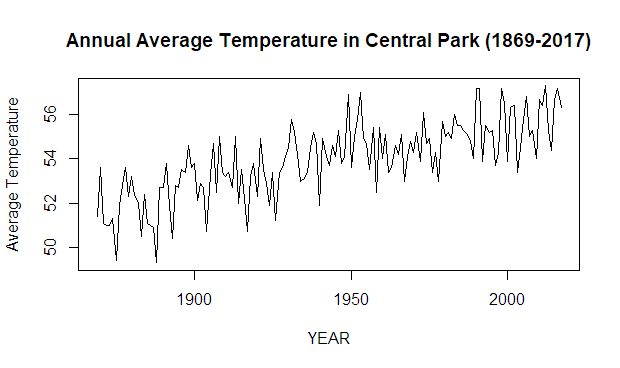 Annual Average Temperature in Central Park (1869-2017)
Average Temperature
56
54
52
50
1900 1950 2000
YEAR